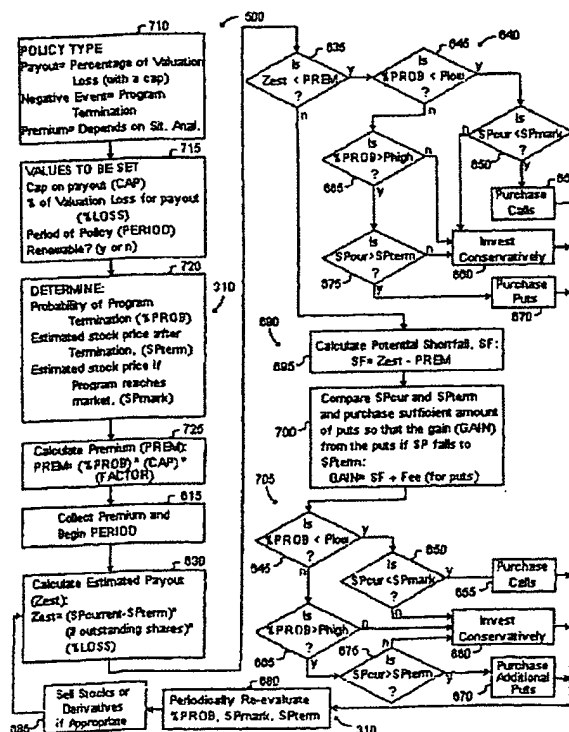 710
POLICY TYPE
Payout= Percentage of Valuation
Loss (with a cap)
Negative Event= Program
Termination
Premium= Depends on Sit. Anal.
715
VALUES TO BE SET
Cap on payout (CAP)
% of Valuation Loss for payout
(%LOSS)
Period of Policy (PERIOD)
Renewable? (y or n)
720
DETERMINE:
Probability of Program
Termination (%PROB)
Estimated stock price after
Termination, (SPterm)
Estimated stock price if
Program reaches
market, (SPmark)
310
725
Calculate Premium (PREM):
PREM= (%PROB)* (CAP)*
(FACTOR)
615
Collect Premium and
Begin PERIOD
630
Calculate Estimated Payout
(Zest):
Zest= (SPcurrent-SPterm)*
(# outstanding shares)*
(%LOSS)
685
Sell Stocks or
Derivatives
if Appropriate
680
Periodically Re-evaluate
%PROB, SPmark, SPterm
310
500
635
Is
Zest < PREM
?
y
n
645
Is
%PROB < Plow
?
y
n
640
Is
SPcur <SPmark
?
n
y
650
Purchase
Calls
Is
%PROB>Phigh
?
n
y
665
Invest
Conservatively
660
Is
SPcur>SPterm
?
n
y
675
Purchase
Puts
670
690
Calculate Potential Shortfall, SF:
SF= Zest - PREM
695
700
Compare SPcur and SPterm
and purchase sufficient amount
of puts so that the gain (GAIN)
from the puts if SP falls to
SPterm:
GAIN= SF + Fee (for puts)
705
Is
%PROB < Plow
?
y
n
645
650
Is
SPcur<SPmark
?
y
n
Purchase
Calls
655
Is
%PROB>Phigh
?
n
y
665
Invest
Conservatively
660
675
n
Is
SPcur>SPterm
?
y
Purchase
Additional
Puts
670